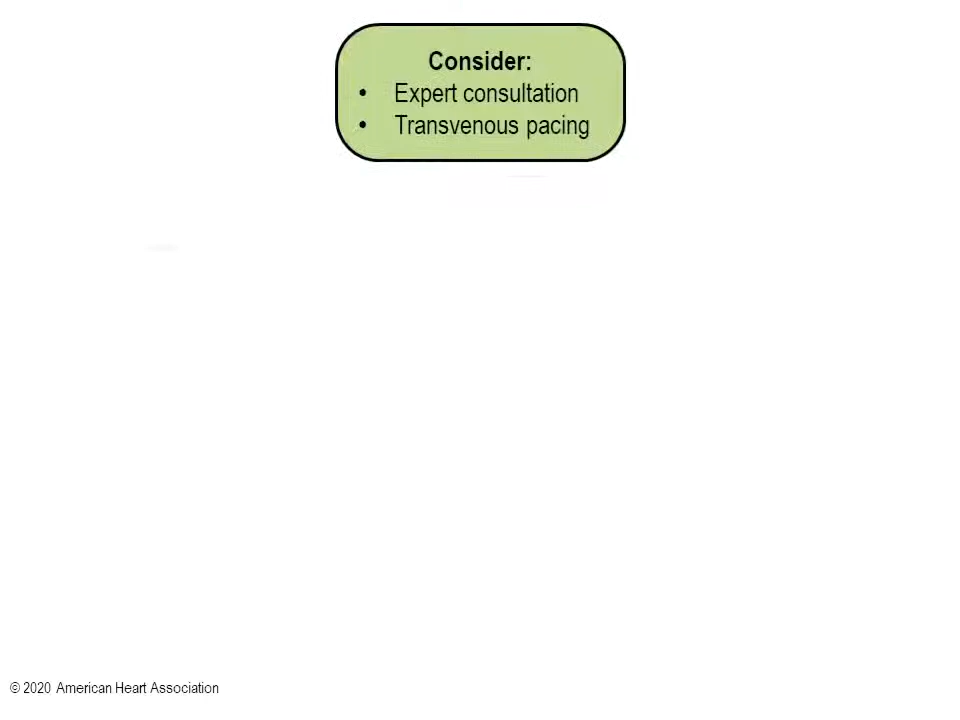 Consider:
• Expert consultation
• Transvenous pacing
© 2020 American Heart Association